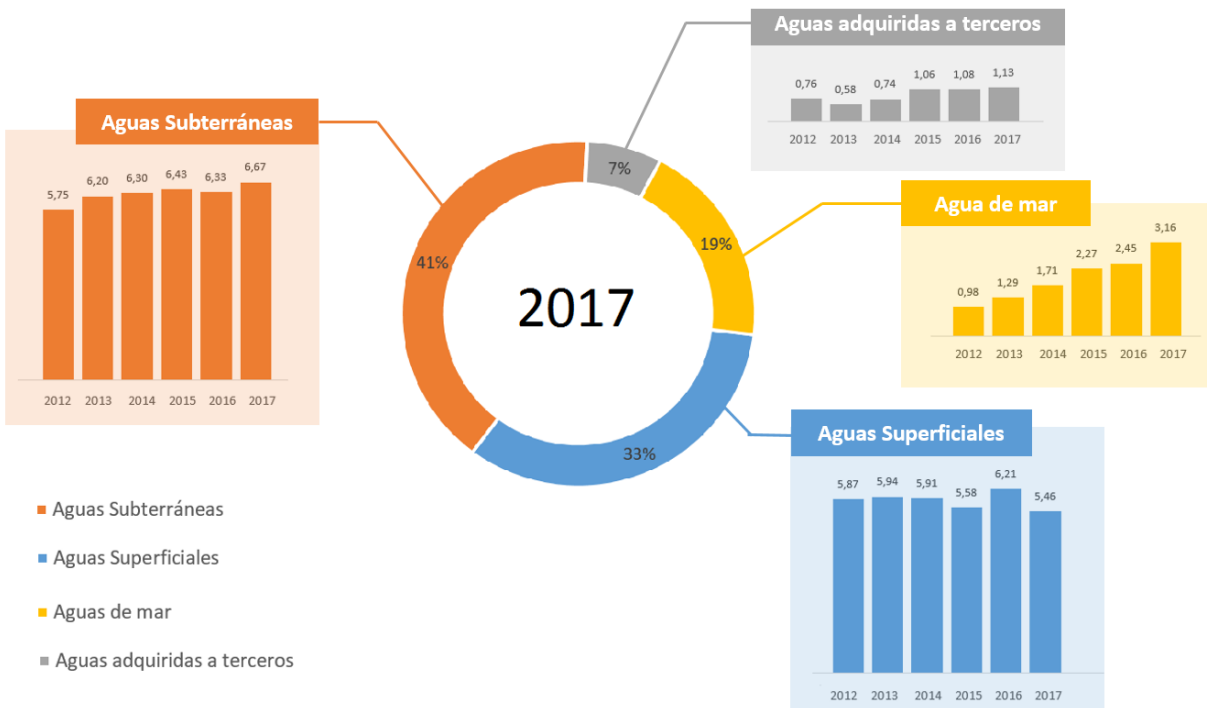 Aguas adquiridas a terceros
0,76 0,58 0,74 1,06 1,08 1,13
2012 2013 2014 2015 2016 2017
Aguas Subterráneas
5,75 6,20 6,30 6,43 6,33 6,67
2012 2013 2014 2015 2016 2017
7%
19%
41%
33%
2017
Agua de mar
0,98 1,29 1,71 2,27 2,45 3,16
2012 2013 2014 2015 2016 2017
Aguas Superficiales
5,87 5,94 5,91 5,58 6,21 5,46
2012 2013 2014 2015 2016 2017
Aguas Subterráneas
Aguas Superficiales
Aguas de mar
Aguas adquiridas a terceros